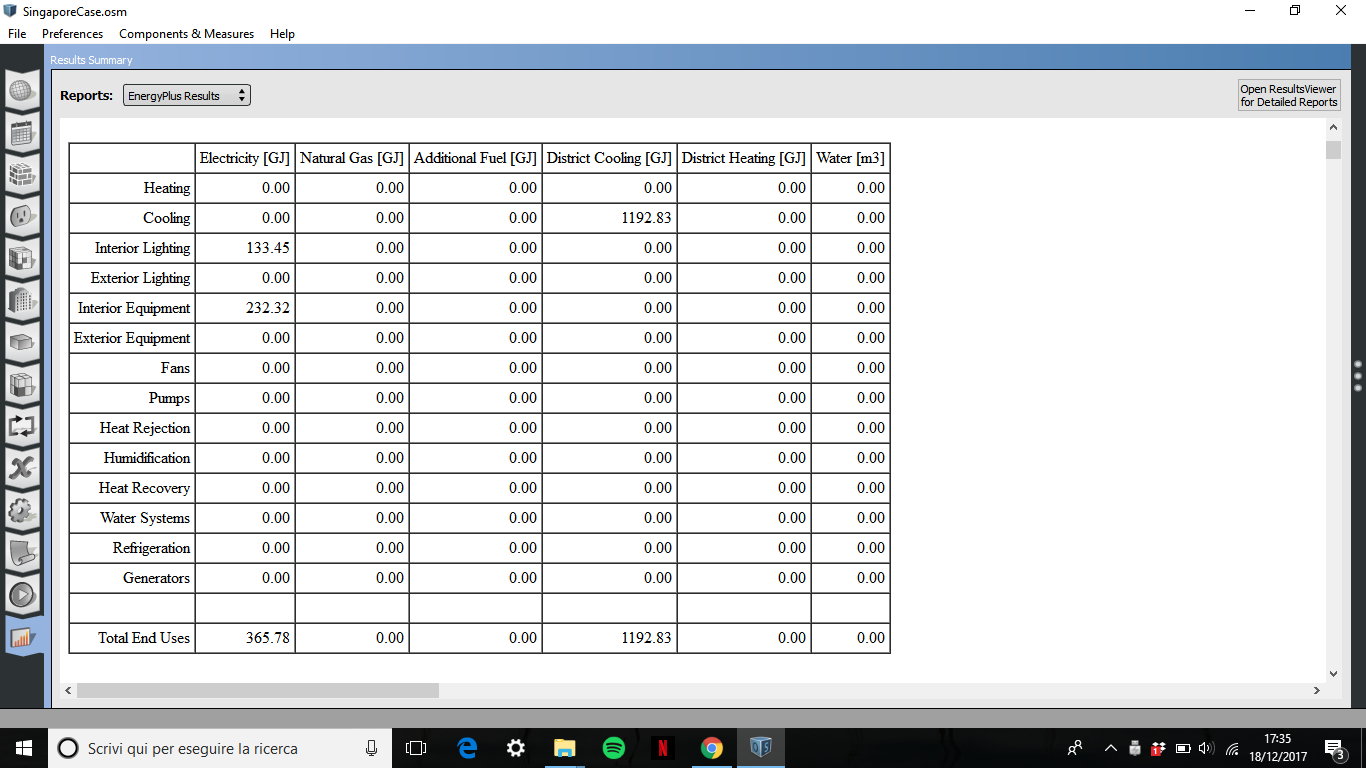 SingaporeCase.osm
File Preferences Components & Measures Help
Results Summary
Reports: EnergyPlus Results
Open ResultsViewer
for Detailed Reports
Electricity [GJ] Natural Gas [GJ] Additional Fuel [GJ] District Cooling [GJ] District Heating [GJ] Water [m3]
Heating 0.00 0.00 0.00 0.00 0.00 0.00
Cooling 0.00 0.00 0.00 1192.83 0.00 0.00
Interior Lighting 133.45 0.00 0.00 0.00 0.00 0.00
Exterior Lighting 0.00 0.00 0.00 0.00 0.00 0.00
Interior Equipment 232.32 0.00 0.00 0.00 0.00 0.00
Exterior Equipment 0.00 0.00 0.00 0.00 0.00 0.00
Fans 0.00 0.00 0.00 0.00 0.00 0.00
Pumps 0.00 0.00 0.00 0.00 0.00 0.00
Heat Rejection 0.00 0.00 0.00 0.00 0.00 0.00
Humidification 0.00 0.00 0.00 0.00 0.00 0.00
Heat Recovery 0.00 0.00 0.00 0.00 0.00 0.00
Water Systems 0.00 0.00 0.00 0.00 0.00 0.00
Refrigeration 0.00 0.00 0.00 0.00 0.00 0.00
Generators 0.00 0.00 0.00 0.00 0.00 0.00
Total End Uses 365.78 0.00 0.00 1192.83 0.00 0.00
Scrivi qui per eseguire la ricerca
17:35
18/12/2017
3